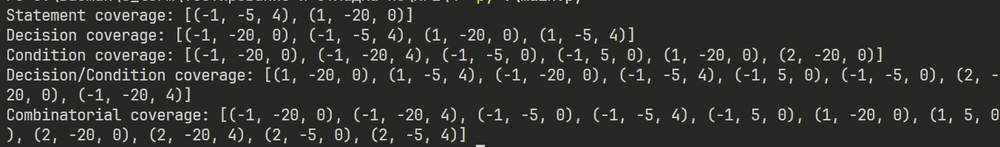 Statement coverage: [(-1, -5, 4), (1, -20, 0)]
Decision coverage: [(-1, -20, 0), (-1, -5, 4), (1, -20, 0), (1, -5, 4)]
Condition coverage: [(-1, -20, 0), (-1, -20, 4), (-1, -5, 0), (-1, 5, 0), (1, -20, 0), (2, -20, 0)]
Decision/Condition coverage: [(1, -20, 0), (1, -5, 4), (-1, -20, 0), (-1, -5, 4), (-1, 5, 0), (-1, -5, 0), (2, -
20, 0), (-1, -20, 4)]
Combinatorial coverage: [(-1, -20, 0), (-1, -20, 4), (-1, -5, 0), (-1, -5, 4), (-1, 5, 0), (1, -20, 0), (1, 5, 0
), (2, -20, 0), (2, -20, 4), (2, -5, 0), (2, -5, 4)]